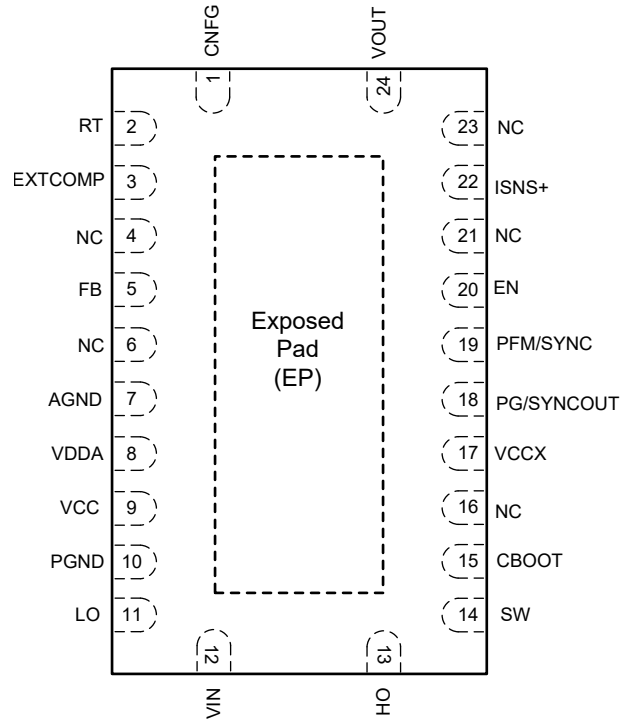 CNFG
VOUT
1
24
RT 2
23 NC
EXTCOMP 3
22 ISNS+
NC 4
21 NC
FB 5
20 EN
NC 6
19 PFM/SYNC
AGND 7
18 PG/SYNCOUT
VDDA 8
17 VCCX
VCC 9
16 NC
PGND 10
15 CBOOT
LO 11
14 SW
Exposed
Pad
(EP)
12
13
VIN
HO